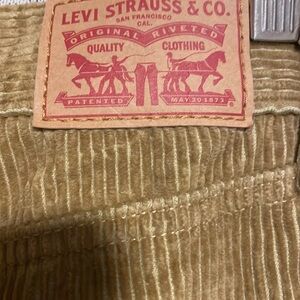 LEVI STRAUSS & CO.
SAN FRANCISCO
CAL.
ORIGINAL RIVETED
QUALITY CLOTHING
PATENTED MAY 20 1873